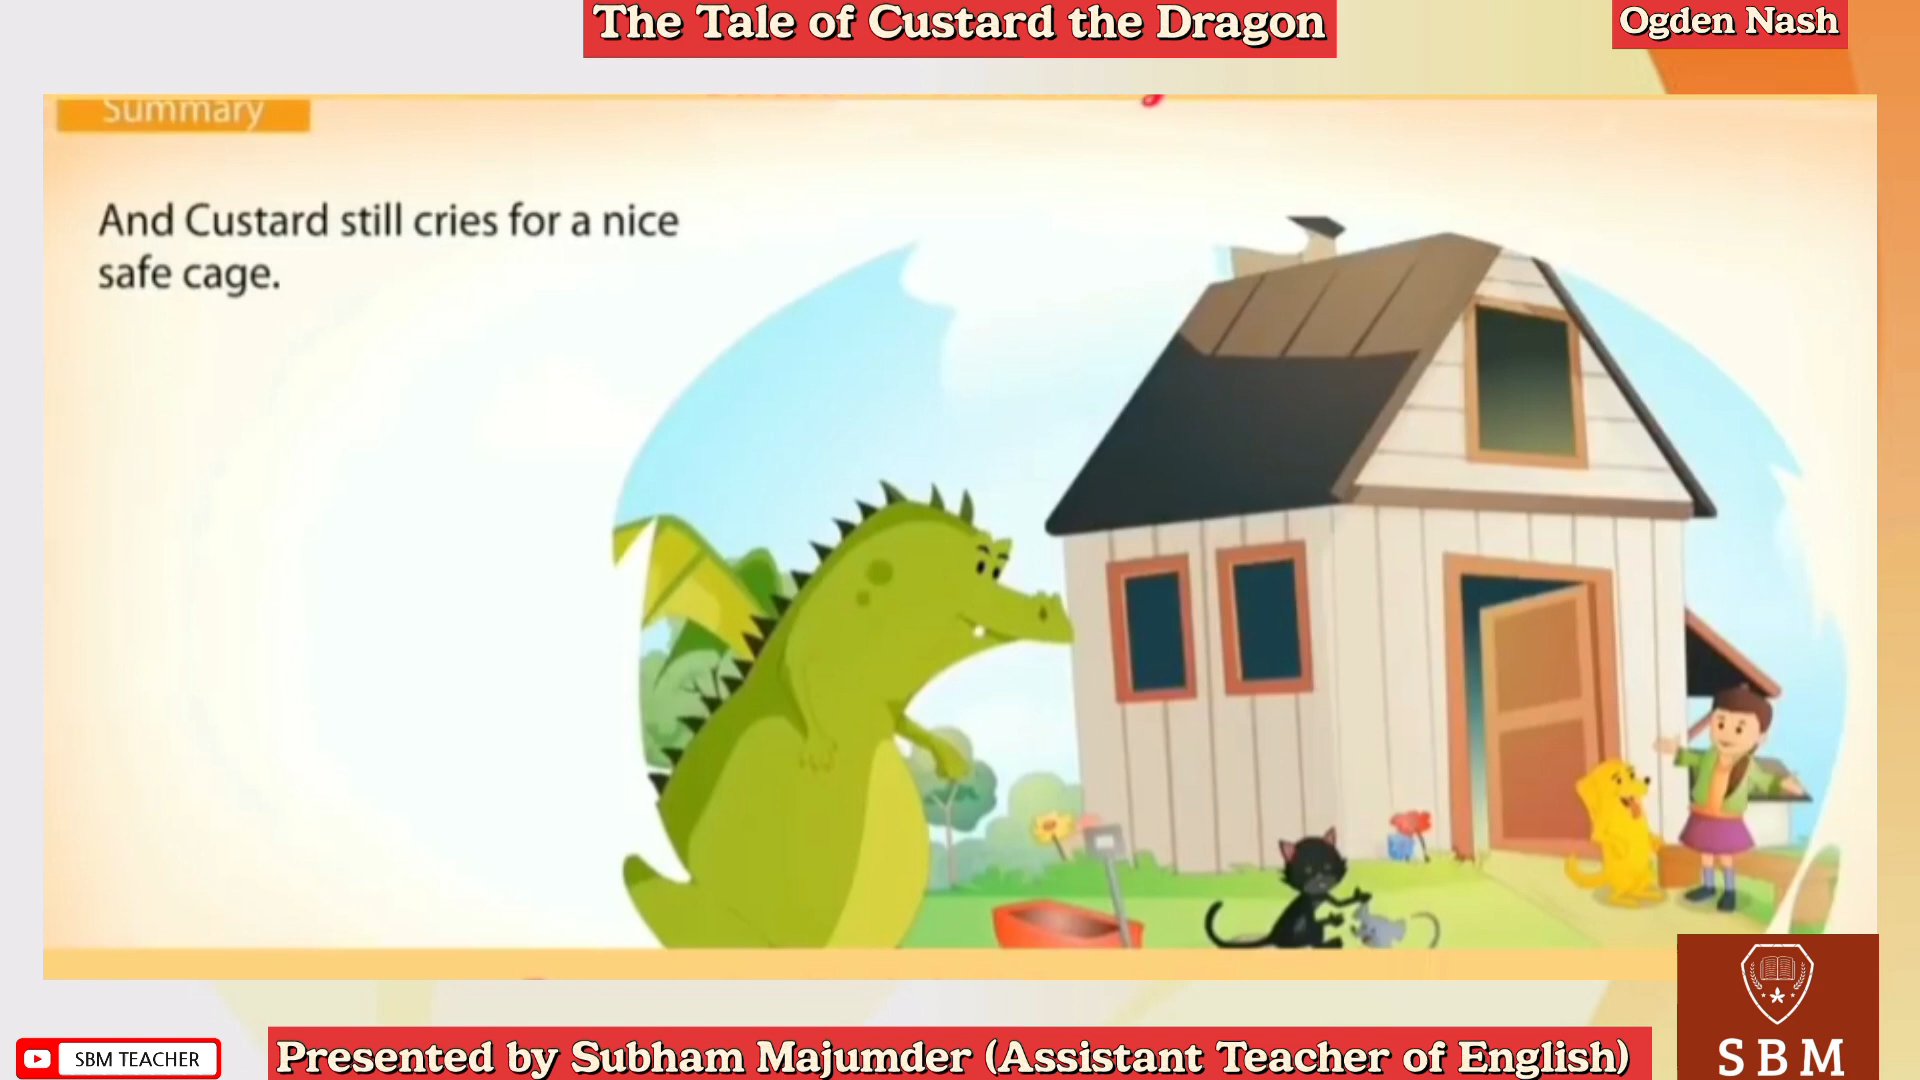 The Tale of Custard the Dragon
Ogden Nash
Summary
And Custard still cries for a nice
safe cage.
SBM TEACHER
Presented by Subham Majumder (Assistant Teacher of English)
SBM